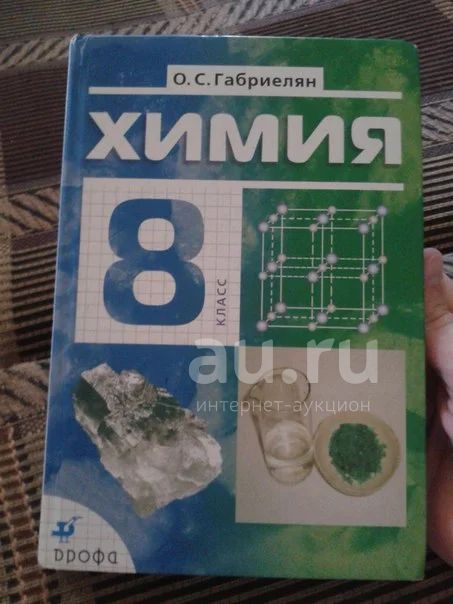 О. С. Габриелян
ХИМИЯ
8
КЛАСС
au.ru
интернет-аукцион
дрофа